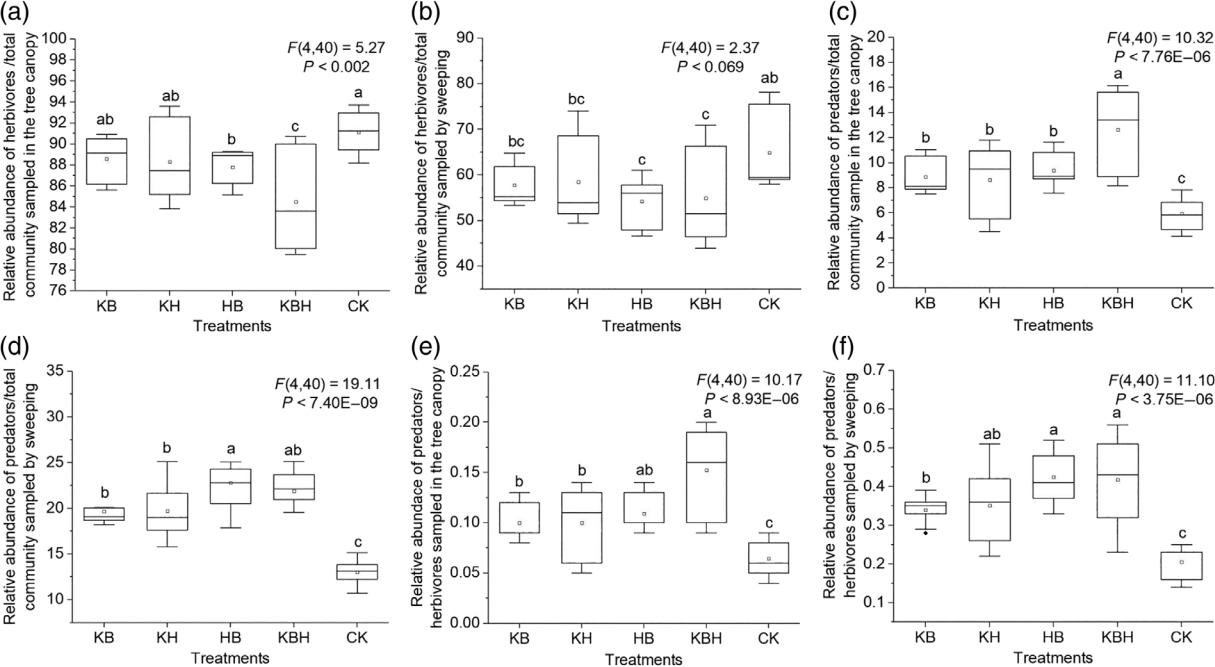 (a)
Relative abundance of herbivores /total
community sampled in the tree canopy
100
98
96
94
92
90
88
86
84
82
80
78
76
F(4,40) = 5.27
P < 0.002
ab
ab
b
c
a
KB KH HB KBH CK
Treatments
(b)
Relative abundance of herbivores/total
community sampled by sweeping
90
80
70
60
50
40
F(4,40) = 2.37
P < 0.069
bc
bc
c
c
ab
KB KH HB KBH CK
Treatments
(c)
Relative abundance of predators/total
community sample in the tree canopy
20
18
16
14
12
10
8
6
4
2
0
F(4,40) = 10.32
P < 7.76E–06
b
b
b
a
c
KB KH HB KBH CK
Treatments
(d)
Relative abundance of predators/total
community sampled by sweeping
35
30
25
20
15
10
F(4,40) = 19.11
P < 7.40E–09
b
b
a
ab
c
KB KH HB KBH CK
Treatments
(e)
Relative abundace of predators/
herbivores sampled in the tree canopy
0.25
0.20
0.15
0.10
0.05
0.00
F(4,40) = 10.17
P < 8.93E–06
b
b
ab
a
c
KB KH HB KBH CK
Treatments
(f)
Relative abundance of predators/
herbivores sampled by sweeping
0.7
0.6
0.5
0.4
0.3
0.2
0.1
F(4,40) = 11.10
P < 3.75E–06
b
ab
a
a
c
KB KH HB KBH CK
Treatments